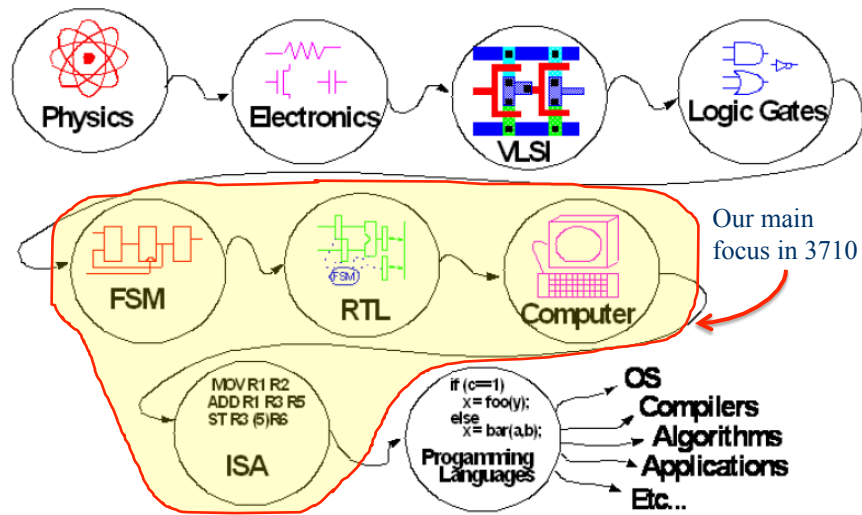 Physics
Electronics
VLSI
Logic Gates
Our main
focus in 3710
FSM
FSM
RTL
Computer
MOV R1 R2
ADD R1 R3 R5
ST R3 (5)R6
ISA
if (c==1)
x = foo(y);
else
x = bar(a,b);
Progamming
Languages
OS
Compilers
Algorithms
Applications
Etc...